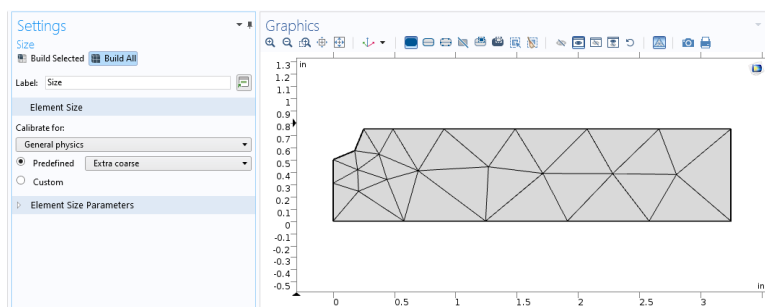 Settings
Size
Build Selected Build All
Label: Size
Element Size
Calibrate for:
General physics
Predefined Extra coarse
Custom
Element Size Parameters
Graphics
1.3 in
1.2
1.1
1
0.9
0.8
0.7
0.6
0.5
0.4
0.3
0.2
0.1
0
-0.1
-0.2
-0.3
-0.4
-0.5
in
0 0.5 1 1.5 2 2.5 3